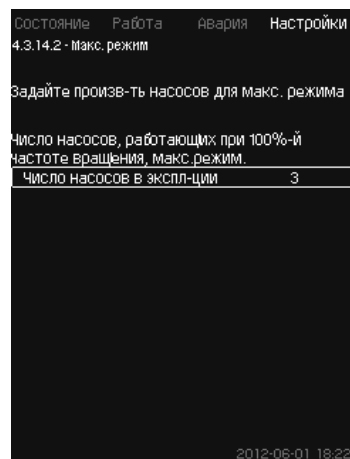 Состояние Работа Авария Настройки
4.3.14.2 - Макс. режим
Задайте произв-ть насосов для макс. режима
Число насосов, работающих при 100%-й
частоте вращения, макс.режим.
Число насосов в экспл-ции 3
2012-06-01 18:22